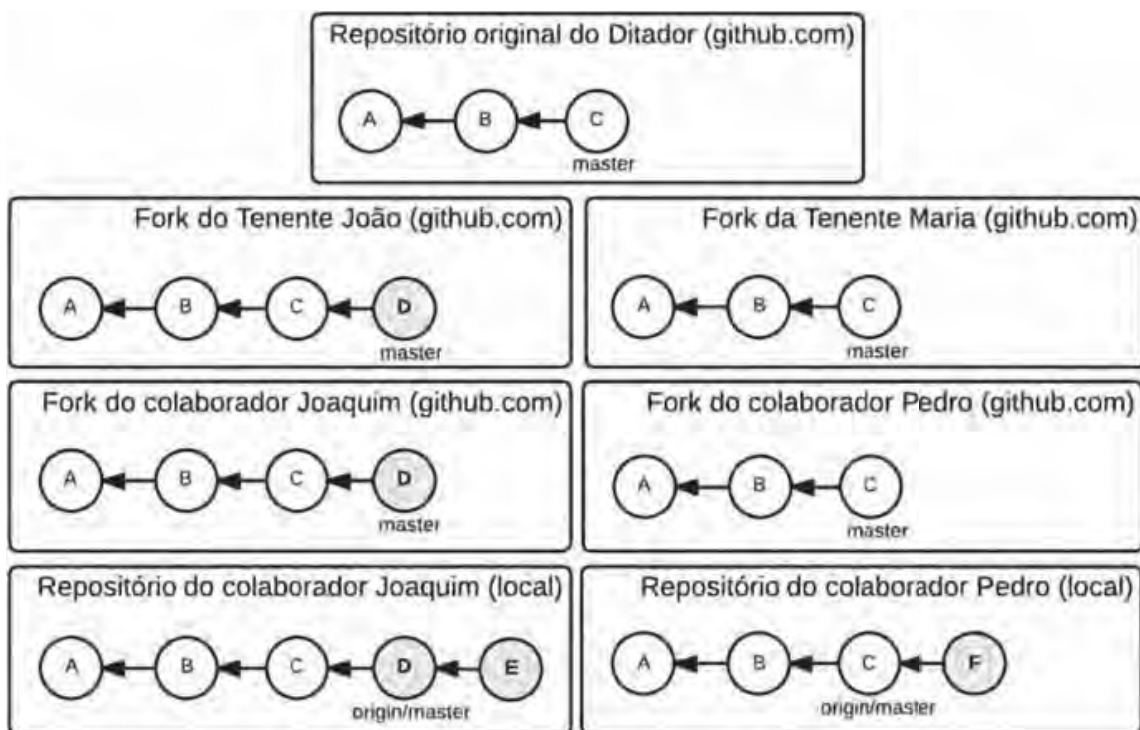 Repositório original do Ditador (github.com)
A B C
master
Fork do Tenente João (github.com)
A B C D
master
Fork da Tenente Maria (github.com)
A B C
master
Fork do colaborador Joaquim (github.com)
A B C D
master
Fork do colaborador Pedro (github.com)
A B C
master
Repositório do colaborador Joaquim (local)
A B C D E
origin/master
Repositório do colaborador Pedro (local)
A B C F
origin/master